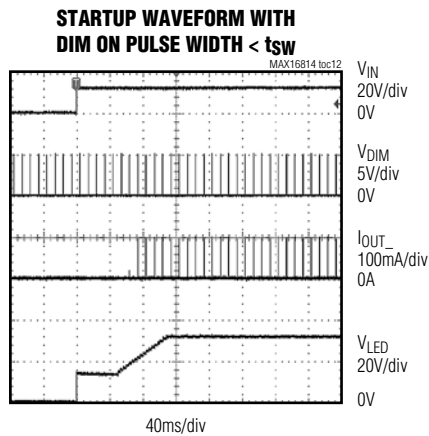 STARTUP WAVEFORM WITH
DIM ON PULSE WIDTH < tSW
MAX16814 toc12
VIN
20V/div
0V
VDIM
5V/div
0V
IOUT_
100mA/div
0A
VLED
20V/div
0V
40ms/div